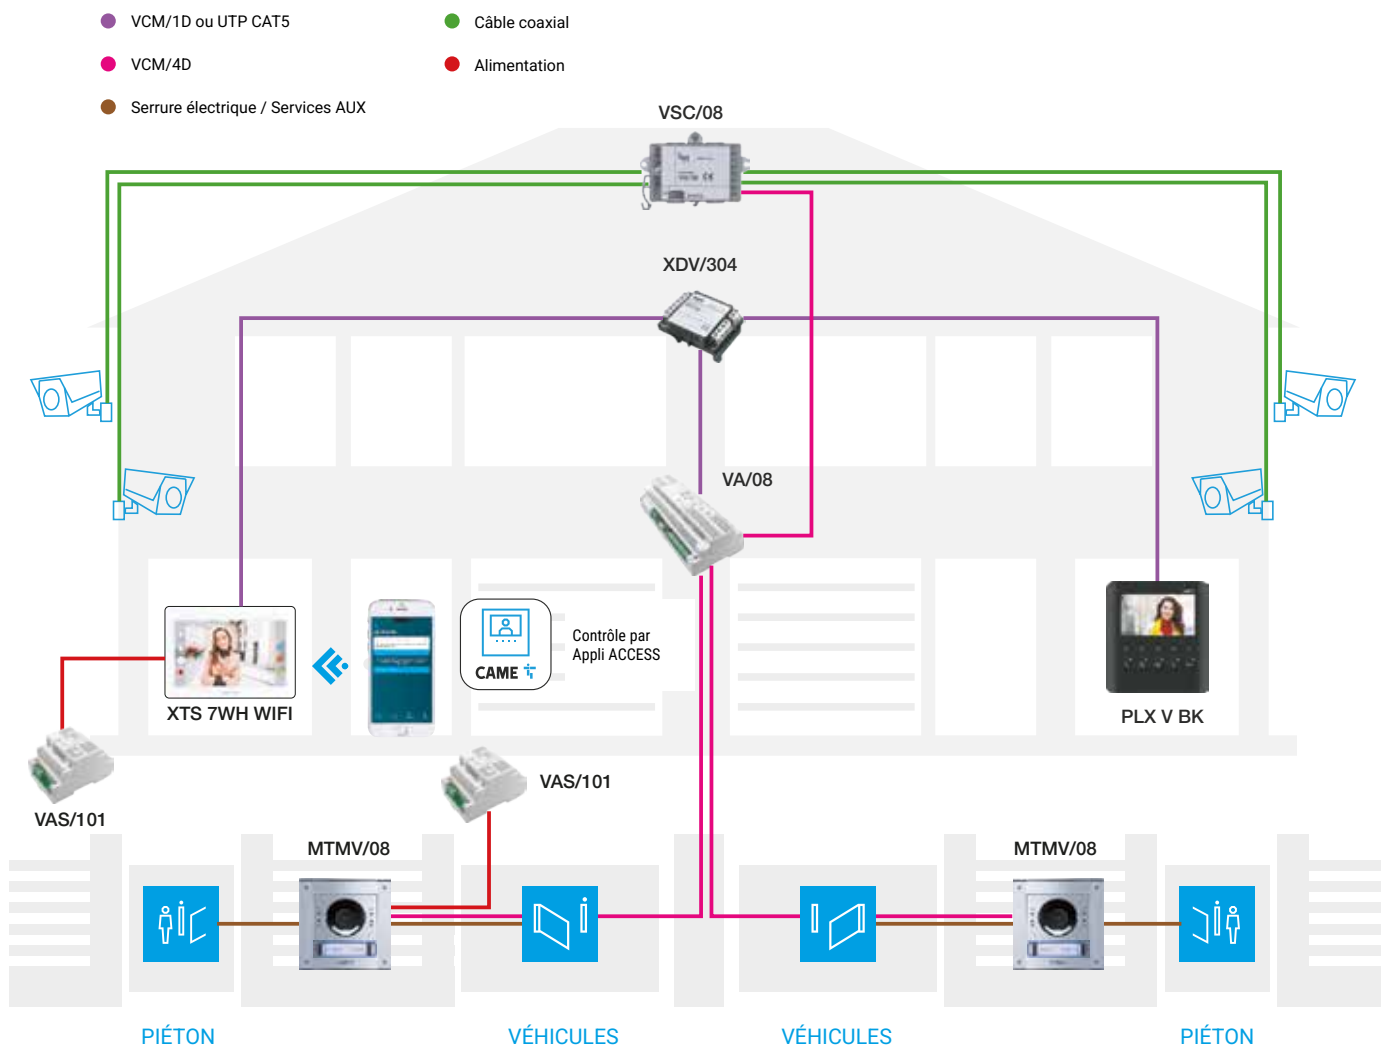 VCM/1D ou UTP CAT5
Câble coaxial
VCM/4D
Alimentation
Serrure électrique / Services AUX
VSC/08
XDV/304
VA/08
Contrôle par
Appli ACCESS
CAME
XTS 7WH WIFI
PLX V BK
VAS/101
VAS/101
MTMV/08
MTMV/08
PIÉTON
VÉHICULES
VÉHICULES
PIÉTON